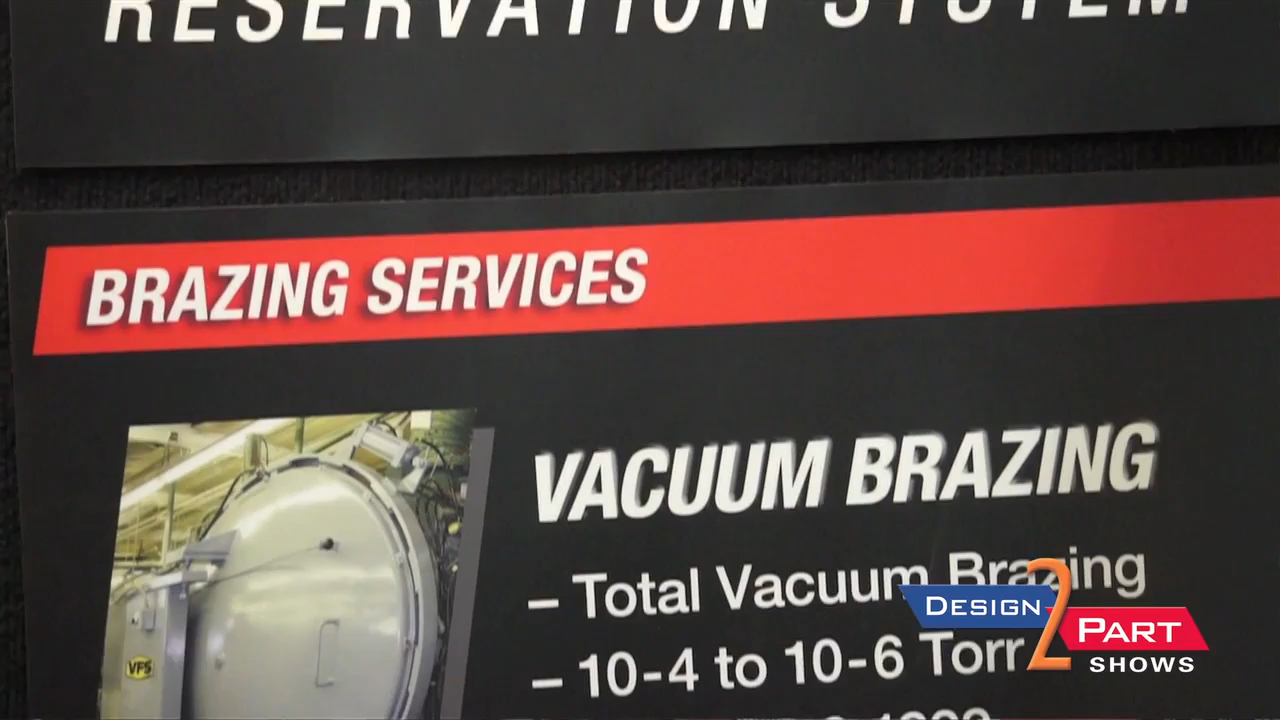 RESERVATION SYSTEM
BRAZING SERVICES
VACUUM BRAZING
– Total Vacuum Brazing
– 10-4 to 10-6 Torr
VFS
DESIGN 2 PART
SHOWS